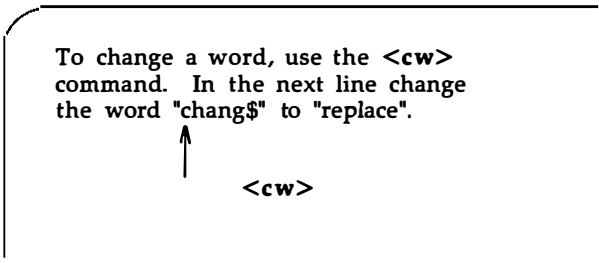 To change a word, use the <cw>
command. In the next line change
the word "chang$" to "replace".
<cw>